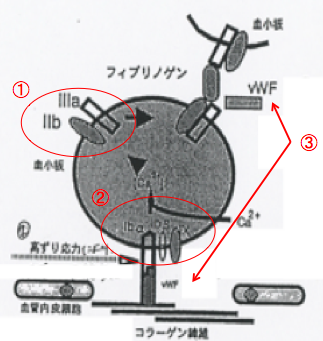 血小板
フィブリノゲン
①
IIIa
vWF
IIb
③
血小板
②
Ca²⁺
Ibα
高ずり応力
vWF
血管内皮細胞
コラーゲン線維